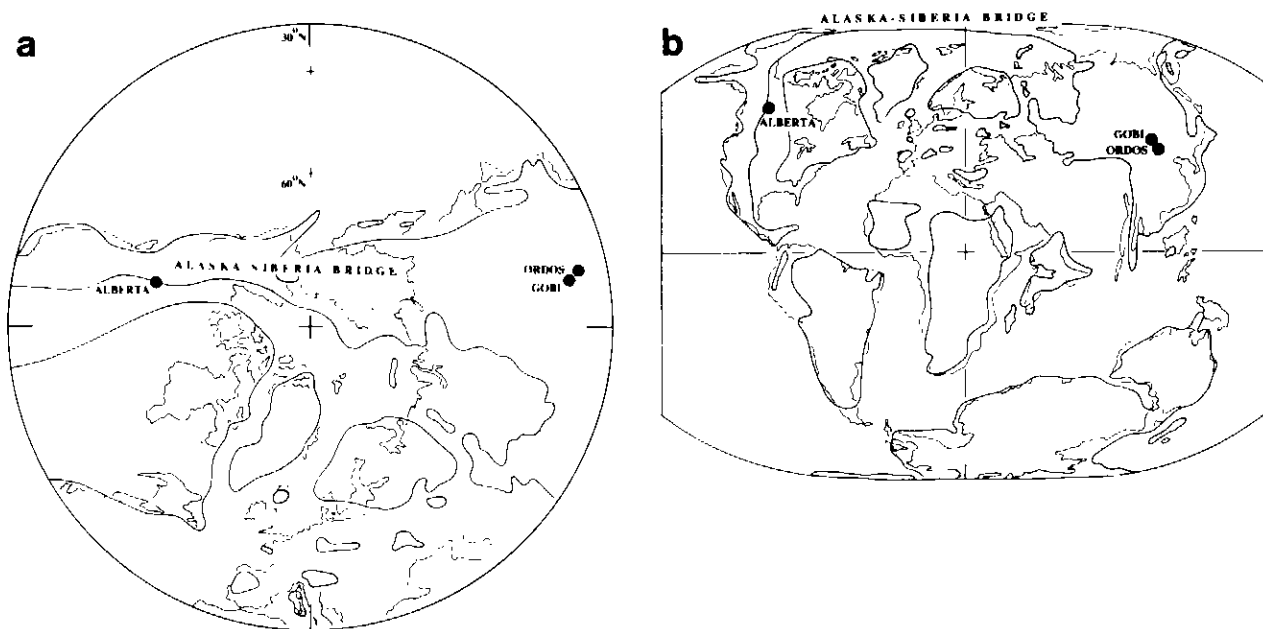 a
30°N
60°N
ALASKA-SIBERIA BRIDGE
ALBERTA
ORDOS
GOBI
b
ALASKA-SIBERIA BRIDGE
ALBERTA
GOBI
ORDOS